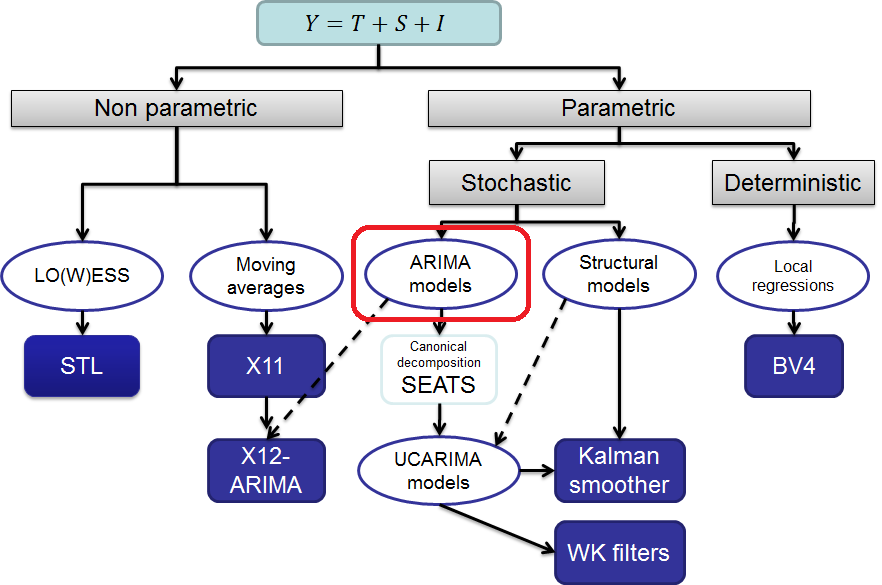 Y = T + S + I
Non parametric
Parametric
Stochastic
Deterministic
LO(W)ESS
Moving
averages
ARIMA
models
Structural
models
Local
regressions
STL
X11
Canonical
decomposition
SEATS
BV4
X12-
ARIMA
UCARIMA
models
Kalman
smoother
WK filters